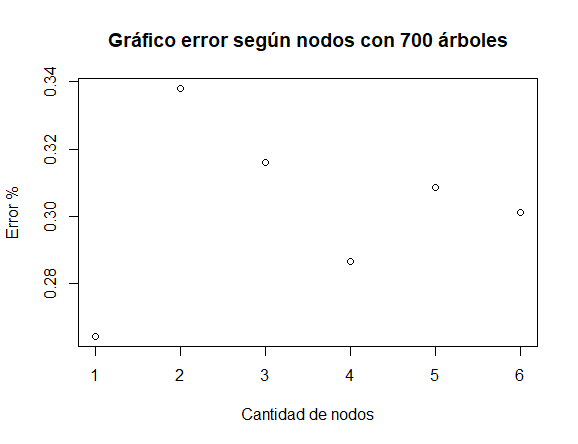 Gráfico error según nodos con 700 árboles
Error %
0.34
0.32
0.30
0.28
1 2 3 4 5 6
Cantidad de nodos